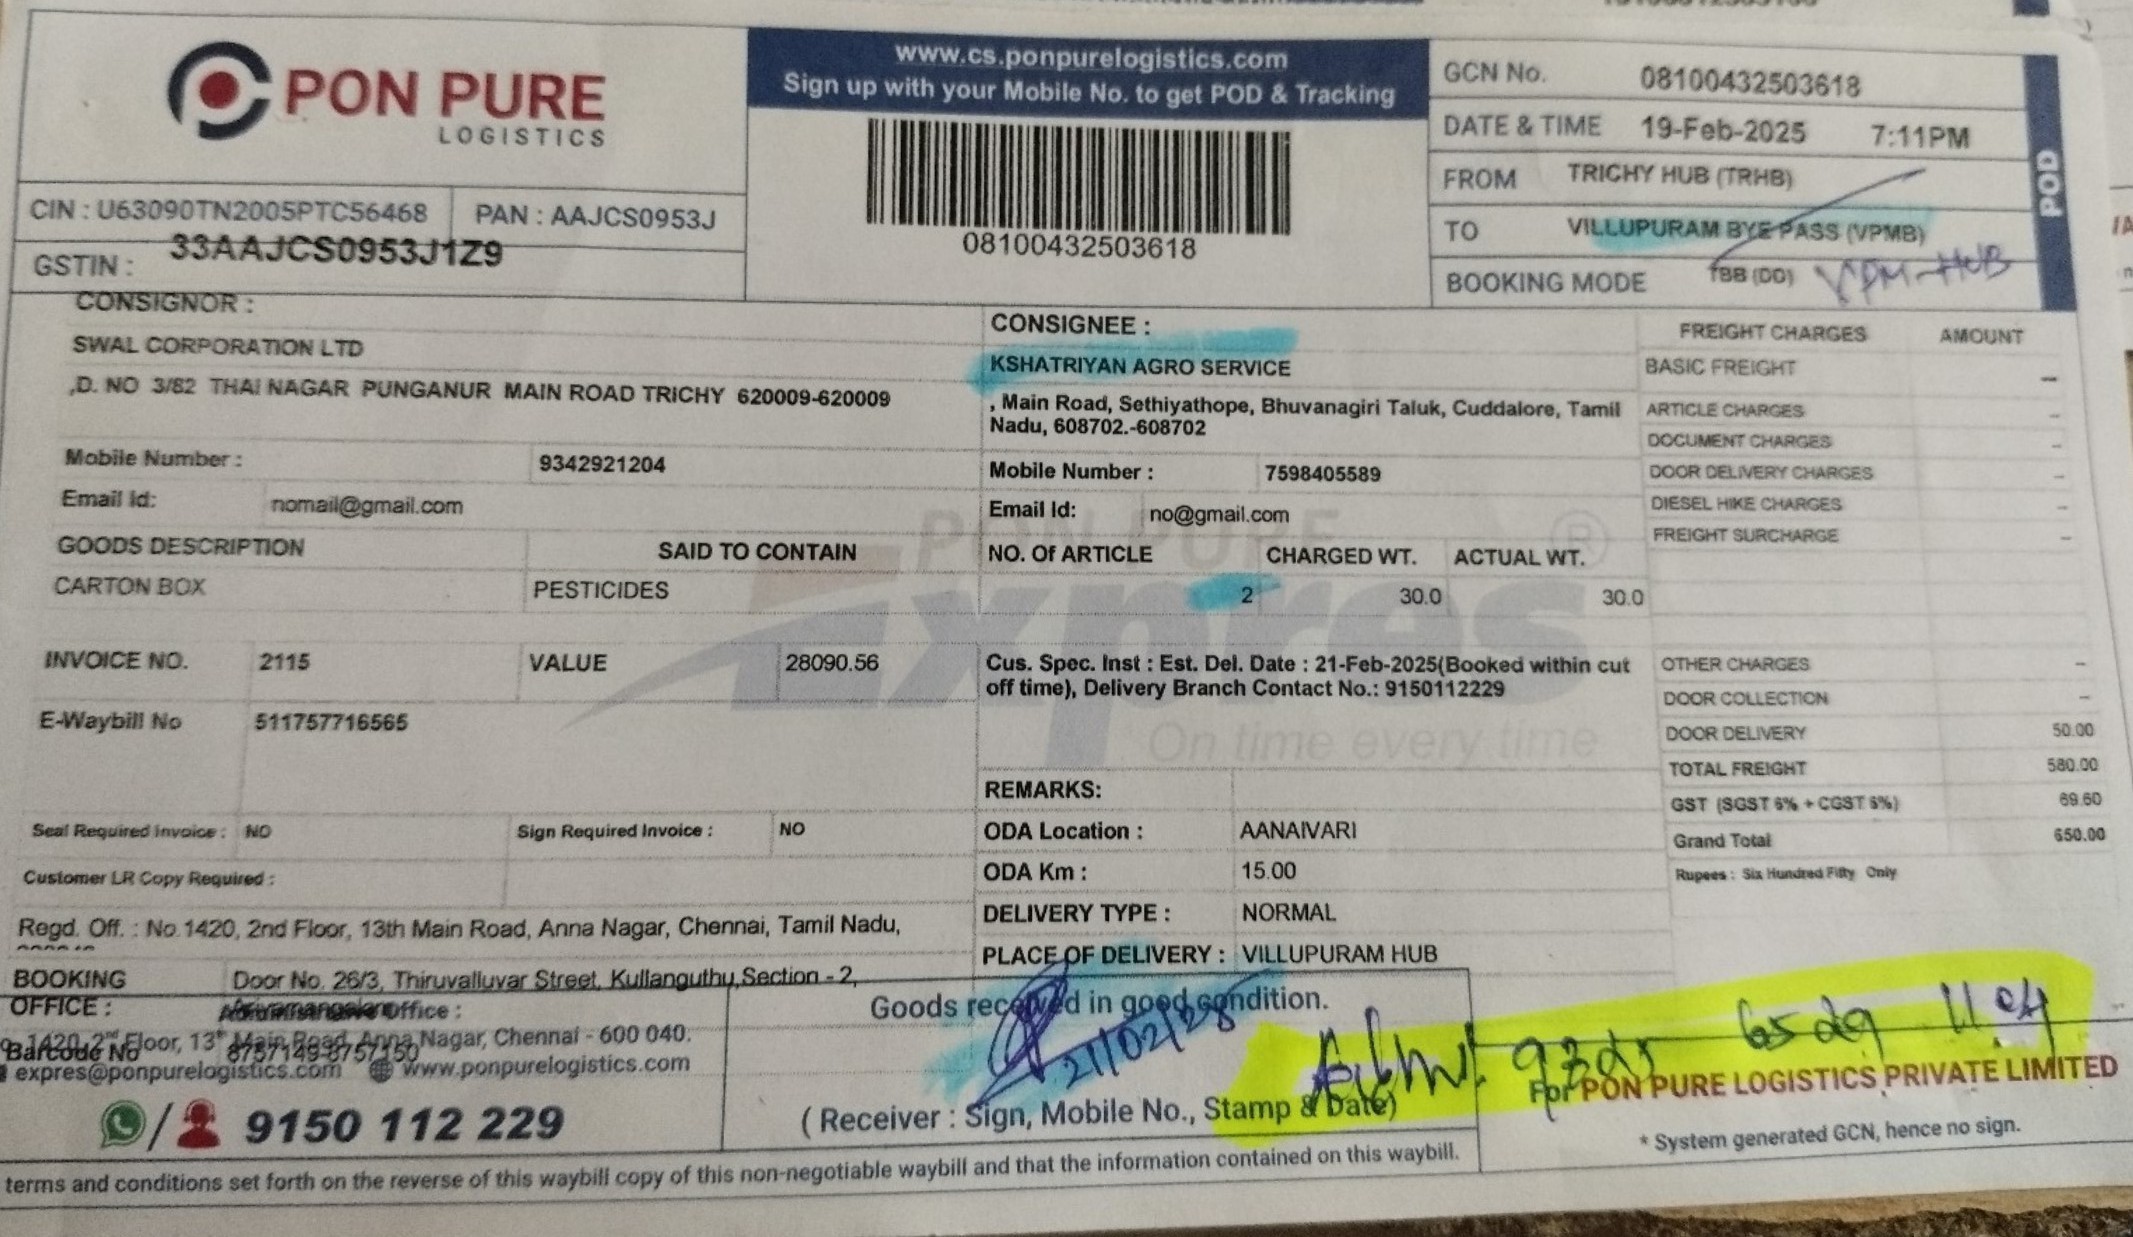 PON PURE
LOGISTICS
www.cs.ponpurelogistics.com
Sign up with your Mobile No. to get POD & Tracking
08100432503618
GCN No. 08100432503618
DATE & TIME 19-Feb-2025 7:11PM
FROM TRICHY HUB (TRHB)
TO VILLUPURAM BYE PASS (VPMB)
BOOKING MODE TBB (DO) VPM-HUB
POD
CIN : U63090TN2005PTC56468 PAN : AAJCS0953J
GSTIN : 33AAJCS0953J1Z9
CONSIGNOR :
SWAL CORPORATION LTD
,D. NO 3/82 THAI NAGAR PUNGANUR MAIN ROAD TRICHY 620009-620009
Mobile Number : 9342921204
Email Id: nomail@gmail.com
CONSIGNEE :
KSHATRIYAN AGRO SERVICE
, Main Road, Sethiyathope, Bhuvanagiri Taluk, Cuddalore, Tamil
Nadu, 608702.-608702
Mobile Number : 7598405589
Email Id: no@gmail.com
FREIGHT CHARGES AMOUNT
BASIC FREIGHT –
ARTICLE CHARGES –
DOCUMENT CHARGES –
DOOR DELIVERY CHARGES –
DIESEL HIKE CHARGES –
FREIGHT SURCHARGE –
GOODS DESCRIPTION SAID TO CONTAIN NO. Of ARTICLE CHARGED WT. ACTUAL WT.
CARTON BOX PESTICIDES 2 30.0 30.0
PON PURE
Expres
On time every time
INVOICE NO. 2115 VALUE 28090.56
E-Waybill No 511757716565
Cus. Spec. Inst : Est. Del. Date : 21-Feb-2025(Booked within cut
off time), Delivery Branch Contact No.: 9150112229
OTHER CHARGES –
DOOR COLLECTION –
DOOR DELIVERY 50.00
TOTAL FREIGHT 580.00
GST (SGST 6% + CGST 6%) 69.60
Grand Total 650.00
Rupees : Six Hundred Fifty Only
Seal Required Invoice : NO Sign Required Invoice : NO
Customer LR Copy Required :
REMARKS:
ODA Location : AANAIVARI
ODA Km : 15.00
DELIVERY TYPE : NORMAL
PLACE OF DELIVERY : VILLUPURAM HUB
Regd. Off. : No.1420, 2nd Floor, 13th Main Road, Anna Nagar, Chennai, Tamil Nadu,
BOOKING Door No. 26/3, Thiruvalluvar Street, Kullanguthu,Section - 2,
OFFICE : Ariyamangalam
Administrative Office :
1420, 2nd Floor, 13th Main Road, Anna Nagar, Chennai - 600 040.
Barcode No 8757149-8757150
expres@ponpurelogistics.com www.ponpurelogistics.com
9150 112 229
Goods received in good condition.
21/02/25
( Receiver : Sign, Mobile No., Stamp & Date)
For PON PURE LOGISTICS PRIVATE LIMITED
* System generated GCN, hence no sign.
terms and conditions set forth on the reverse of this waybill copy of this non-negotiable waybill and that the information contained on this waybill.